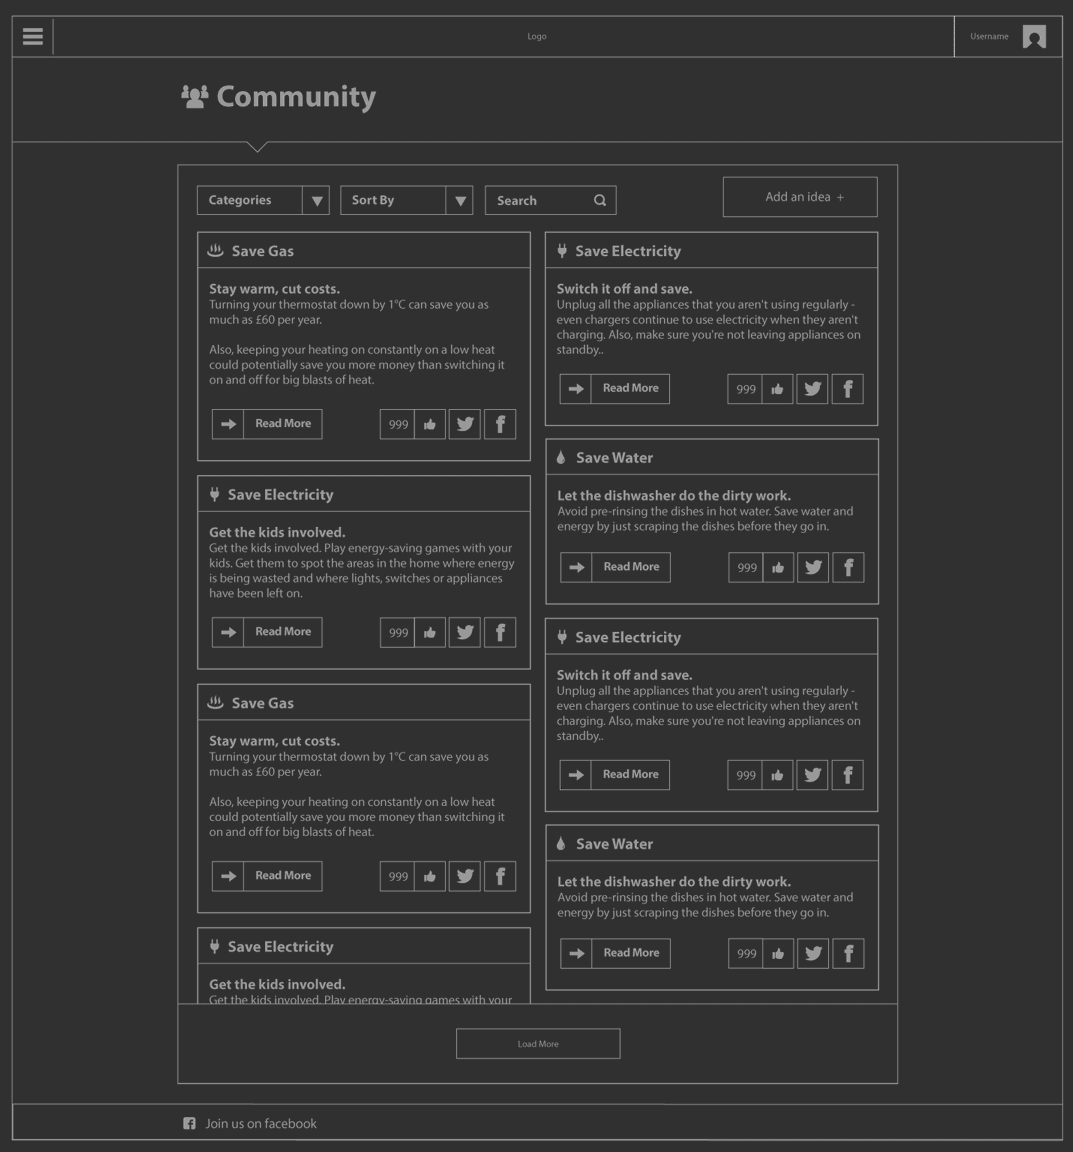 Logo
Username
Community
Categories
Sort By
Search
Add an idea +
Save Gas
Stay warm, cut costs.
Turning your thermostat down by 1°C can save you as
much as £60 per year.
Also, keeping your heating on constantly on a low heat
could potentially save you more money than switching it
on and off for big blasts of heat.
Read More
999
Save Electricity
Get the kids involved.
Get the kids involved. Play energy-saving games with your
kids. Get them to spot the areas in the home where energy
is being wasted and where lights, switches or appliances
have been left on.
Read More
999
Save Gas
Stay warm, cut costs.
Turning your thermostat down by 1°C can save you as
much as £60 per year.
Also, keeping your heating on constantly on a low heat
could potentially save you more money than switching it
on and off for big blasts of heat.
Read More
999
Save Electricity
Get the kids involved.
Get the kids involved. Play energy-saving games with your
Save Electricity
Switch it off and save.
Unplug all the appliances that you aren't using regularly -
even chargers continue to use electricity when they aren't
charging. Also, make sure you're not leaving appliances on
standby..
Read More
999
Save Water
Let the dishwasher do the dirty work.
Avoid pre-rinsing the dishes in hot water. Save water and
energy by just scraping the dishes before they go in.
Read More
999
Save Electricity
Switch it off and save.
Unplug all the appliances that you aren't using regularly -
even chargers continue to use electricity when they aren't
charging. Also, make sure you're not leaving appliances on
standby..
Read More
999
Save Water
Let the dishwasher do the dirty work.
Avoid pre-rinsing the dishes in hot water. Save water and
energy by just scraping the dishes before they go in.
Read More
999
Load More
Join us on facebook